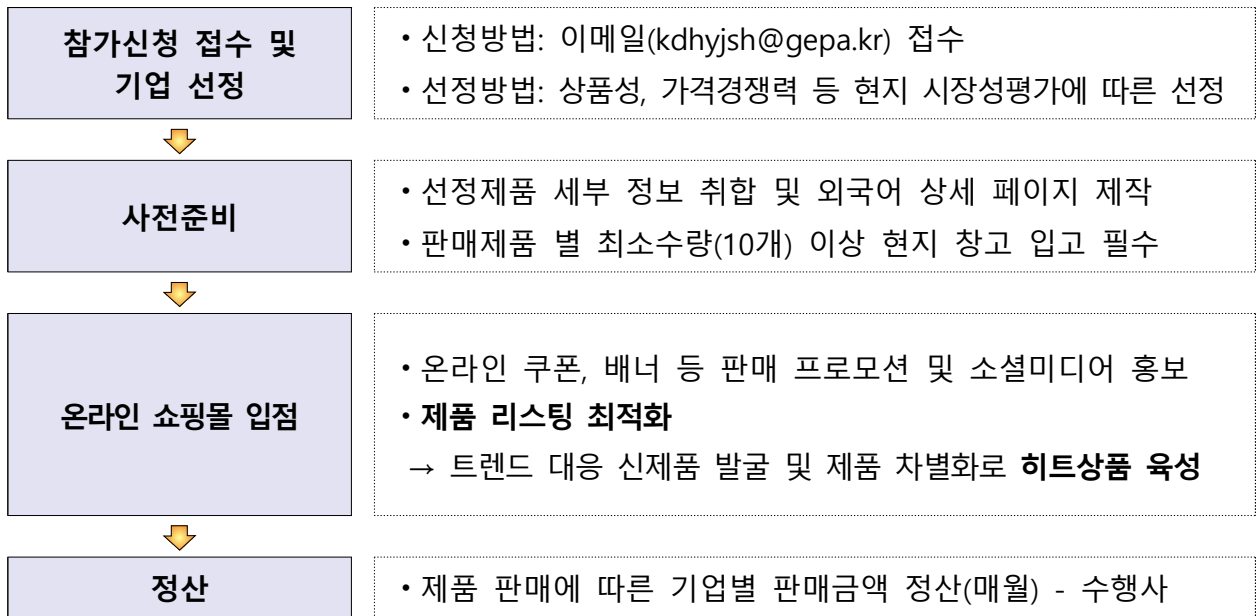 참가신청 접수 및
기업 선정
• 신청방법: 이메일(kdhyjsh@gepa.kr) 접수
• 선정방법: 상품성, 가격경쟁력 등 현지 시장성평가에 따른 선정
사전준비
• 선정제품 세부 정보 취합 및 외국어 상세 페이지 제작
• 판매제품 별 최소수량(10개) 이상 현지 창고 입고 필수
온라인 쇼핑몰 입점
• 온라인 쿠폰, 배너 등 판매 프로모션 및 소셜미디어 홍보
• 제품 리스팅 최적화
→ 트렌드 대응 신제품 발굴 및 제품 차별화로 히트상품 육성
정산
• 제품 판매에 따른 기업별 판매금액 정산(매월) - 수행사